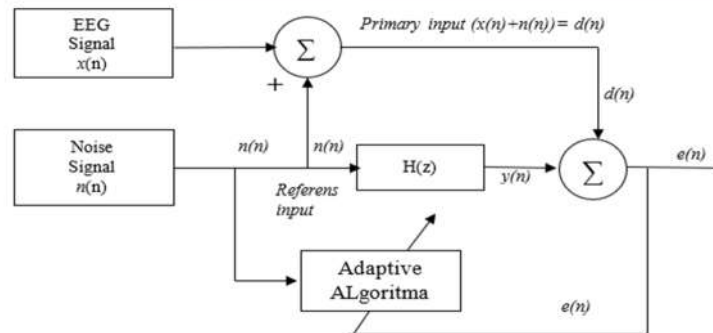 EEG
Signal
x(n)
Σ
+
Primary input (x(n)+n(n))= d(n)
d(n)
Noise
Signal
n(n)
n(n)
n(n)
Referens
input
H(z)
y(n)
Σ
e(n)
Adaptive
ALgoritma
e(n)